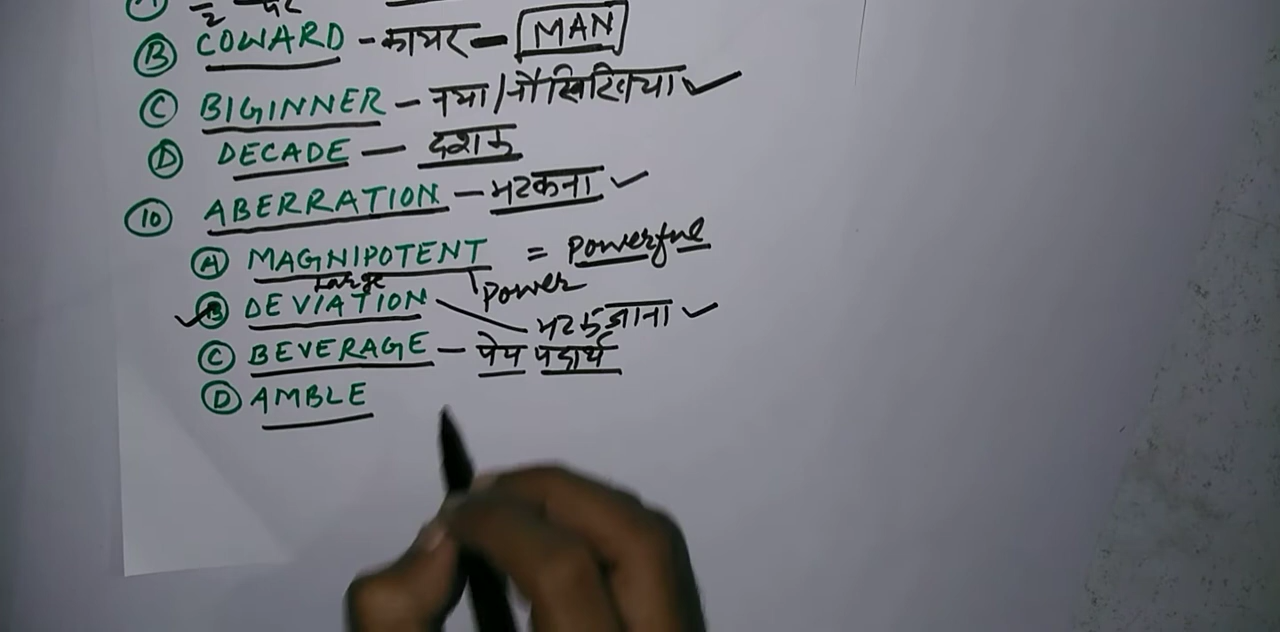 B COWARD - कायर - MAN
C BIGINNER - नया/नौसिखिया ✓
D DECADE - दशक
10 ABERRATION - भटकना ✓
A MAGNIPOTENT = Powerful
Large Power
B DEVIATION भटक जाना ✓
C BEVERAGE - पेय पदार्थ
D AMBLE